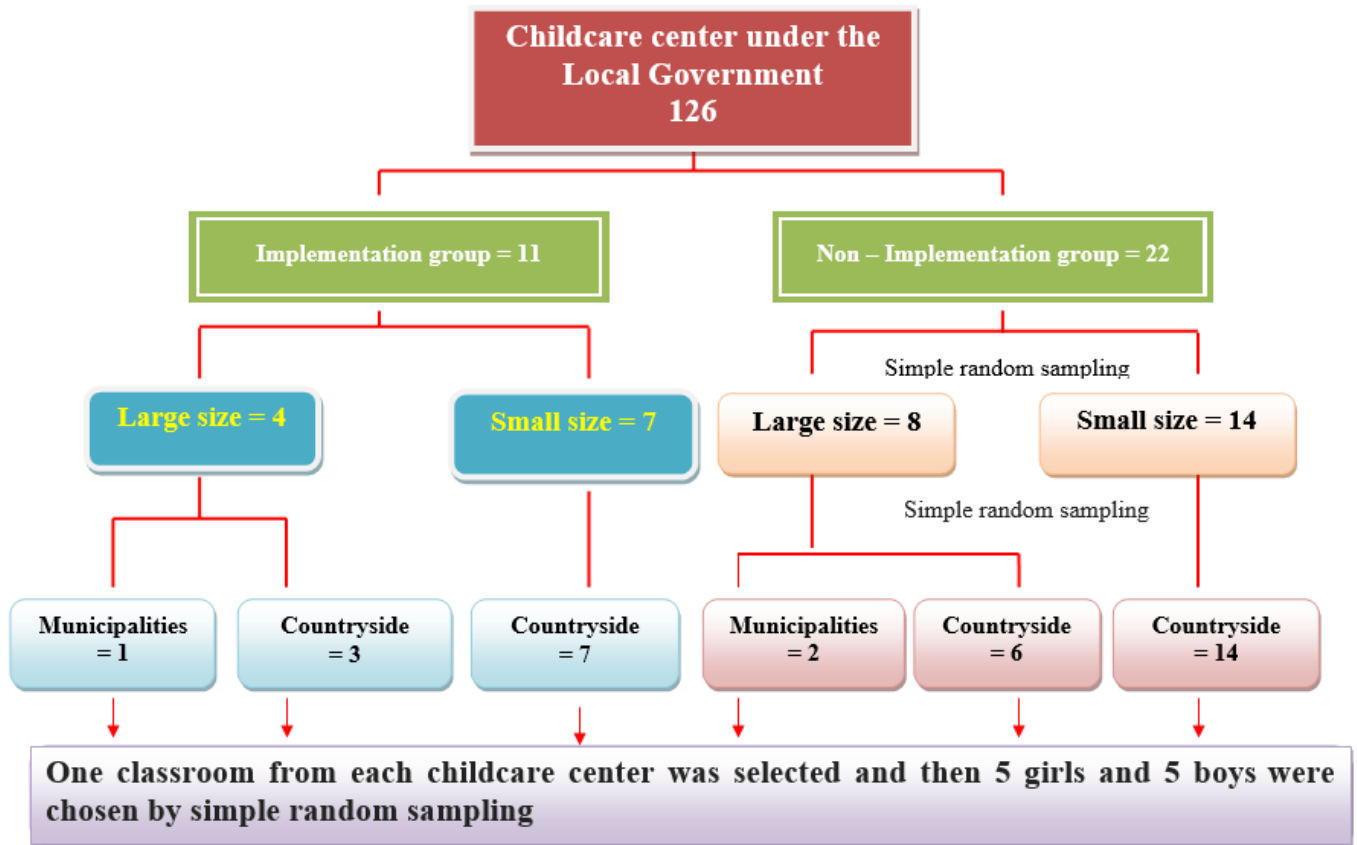 Childcare center under the
Local Government
126
Implementation group = 11
Non – Implementation group = 22
Simple random sampling
Large size = 4
Small size = 7
Large size = 8
Small size = 14
Simple random sampling
Municipalities
= 1
Countryside
= 3
Countryside
= 7
Municipalities
= 2
Countryside
= 6
Countryside
= 14
One classroom from each childcare center was selected and then 5 girls and 5 boys were
chosen by simple random sampling